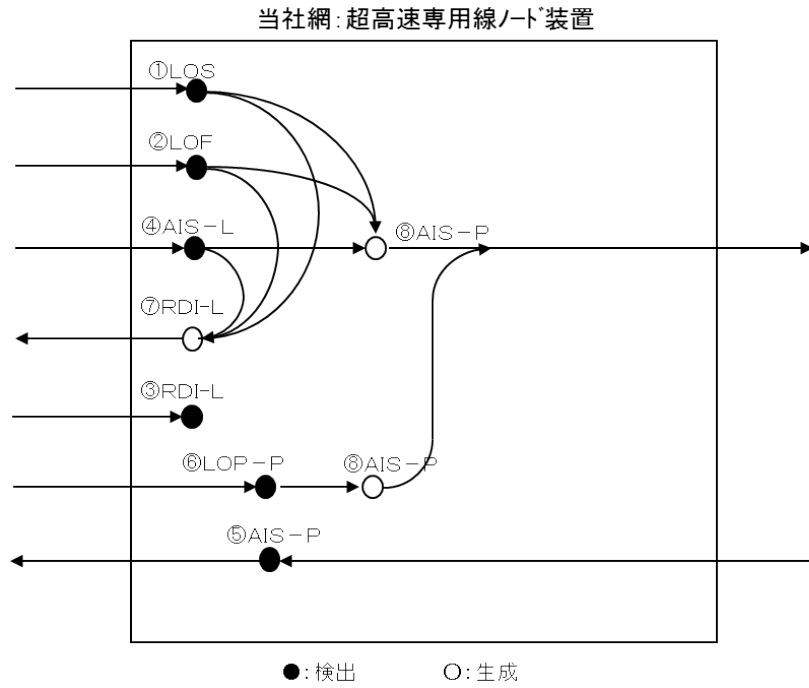 当社網：超高速専用線ﾉｰﾄﾞ装置
①LOS
②LOF
④AIS－L
⑧AIS－P
⑦RDI-L
③RDI-L
⑥LOP－P
⑧AIS－P
⑤AIS－P
●：検出
○：生成